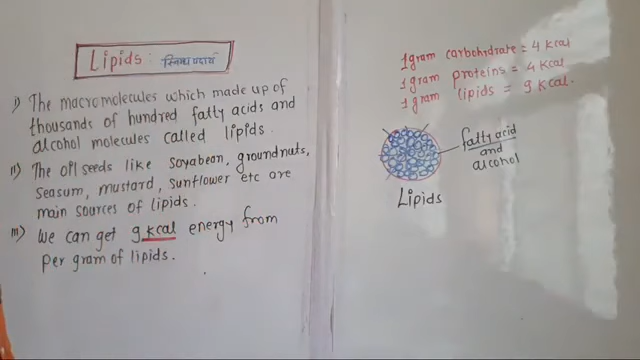 Lipids: स्निग्ध पदार्थ
i) The macromolecules which made up of
thousands of hundred fatty acids and
alcohol molecules called lipids.
ii) The oil seeds like soyabean, groundnuts,
seasum, mustard, sunflower etc are
main sources of lipids.
iii) We can get 9 kcal energy from
per gram of lipids.
1gram carbohdrate = 4 kcal
1gram proteins = 4 kcal
1 gram lipids = 9 kcal.
fatty acid
and
alcohol
Lipids